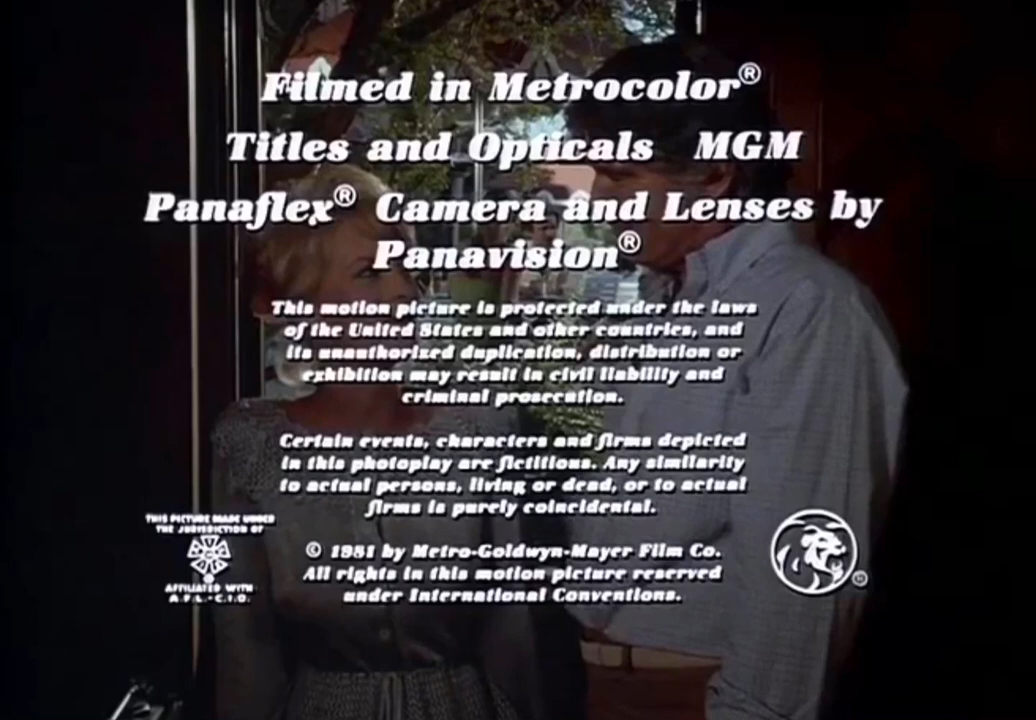 Filmed in Metrocolor®
Titles and Opticals MGM
Panaflex® Camera and Lenses by
Panavision®
This motion picture is protected under the laws
of the United States and other countries, and
its unauthorized duplication, distribution or
exhibition may result in civil liability and
criminal prosecution.
Certain events, characters and firms depicted
in this photoplay are fictitious. Any similarity
to actual persons, living or dead, or to actual
firms is purely coincidental.
THIS PICTURE MADE UNDER
THE JURISDICTION OF
AFFILIATED WITH
A.F.L.-C.I.O.
© 1981 by Metro-Goldwyn-Mayer Film Co.
All rights in this motion picture reserved
under International Conventions.
®